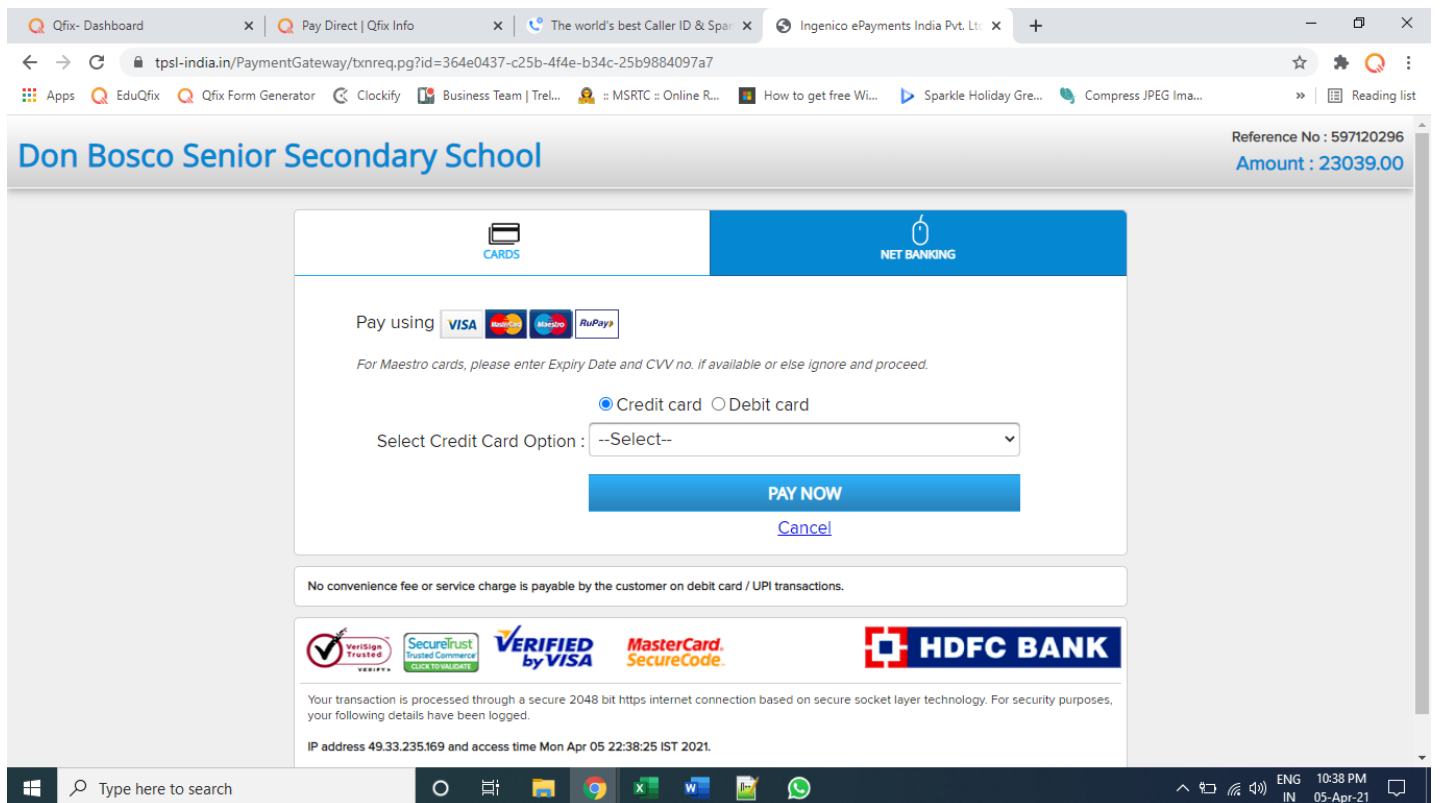 Qfix- Dashboard
Pay Direct | Qfix Info
The world's best Caller ID & Spam
Ingenico ePayments India Pvt. Ltd
tpsl-india.in/PaymentGateway/txnreq.pg?id=364e0437-c25b-4f4e-b34c-25b9884097a7
Apps EduQfix Qfix Form Generator Clockify Business Team | Trel... :: MSRTC :: Online R... How to get free Wi... Sparkle Holiday Gre... Compress JPEG Ima... » Reading list
Don Bosco Senior Secondary School
Reference No : 597120296
Amount : 23039.00
CARDS
NET BANKING
Pay using VISA MasterCard Maestro RuPay
For Maestro cards, please enter Expiry Date and CVV no. if available or else ignore and proceed.
Credit card Debit card
Select Credit Card Option : --Select--
PAY NOW
Cancel
No convenience fee or service charge is payable by the customer on debit card / UPI transactions.
VeriSign
Trusted
VERIFY
SecureTrust
Trusted Commerce
CLICK TO VALIDATE
VERIFIED
by VISA
MasterCard.
SecureCode.
HDFC BANK
Your transaction is processed through a secure 2048 bit https internet connection based on secure socket layer technology. For security purposes,
your following details have been logged.
IP address 49.33.235.169 and access time Mon Apr 05 22:38:25 IST 2021.
Type here to search
ENG
IN
10:38 PM
05-Apr-21